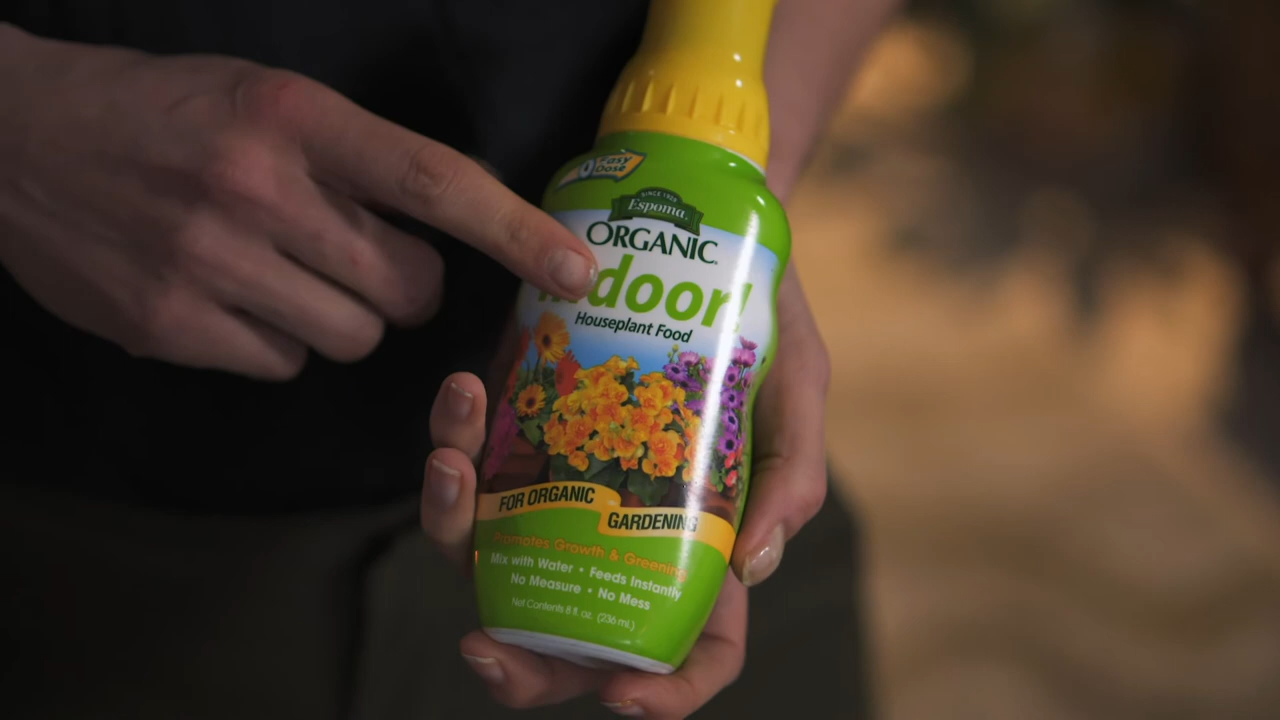 Easy
Dose
SINCE 1929
Espoma
ORGANIC
Indoor!
Houseplant Food
FOR ORGANIC
GARDENING
Promotes Growth & Greening
Mix with Water • Feeds Instantly
No Measure • No Mess
Net Contents 8 fl. oz. (236 mL)